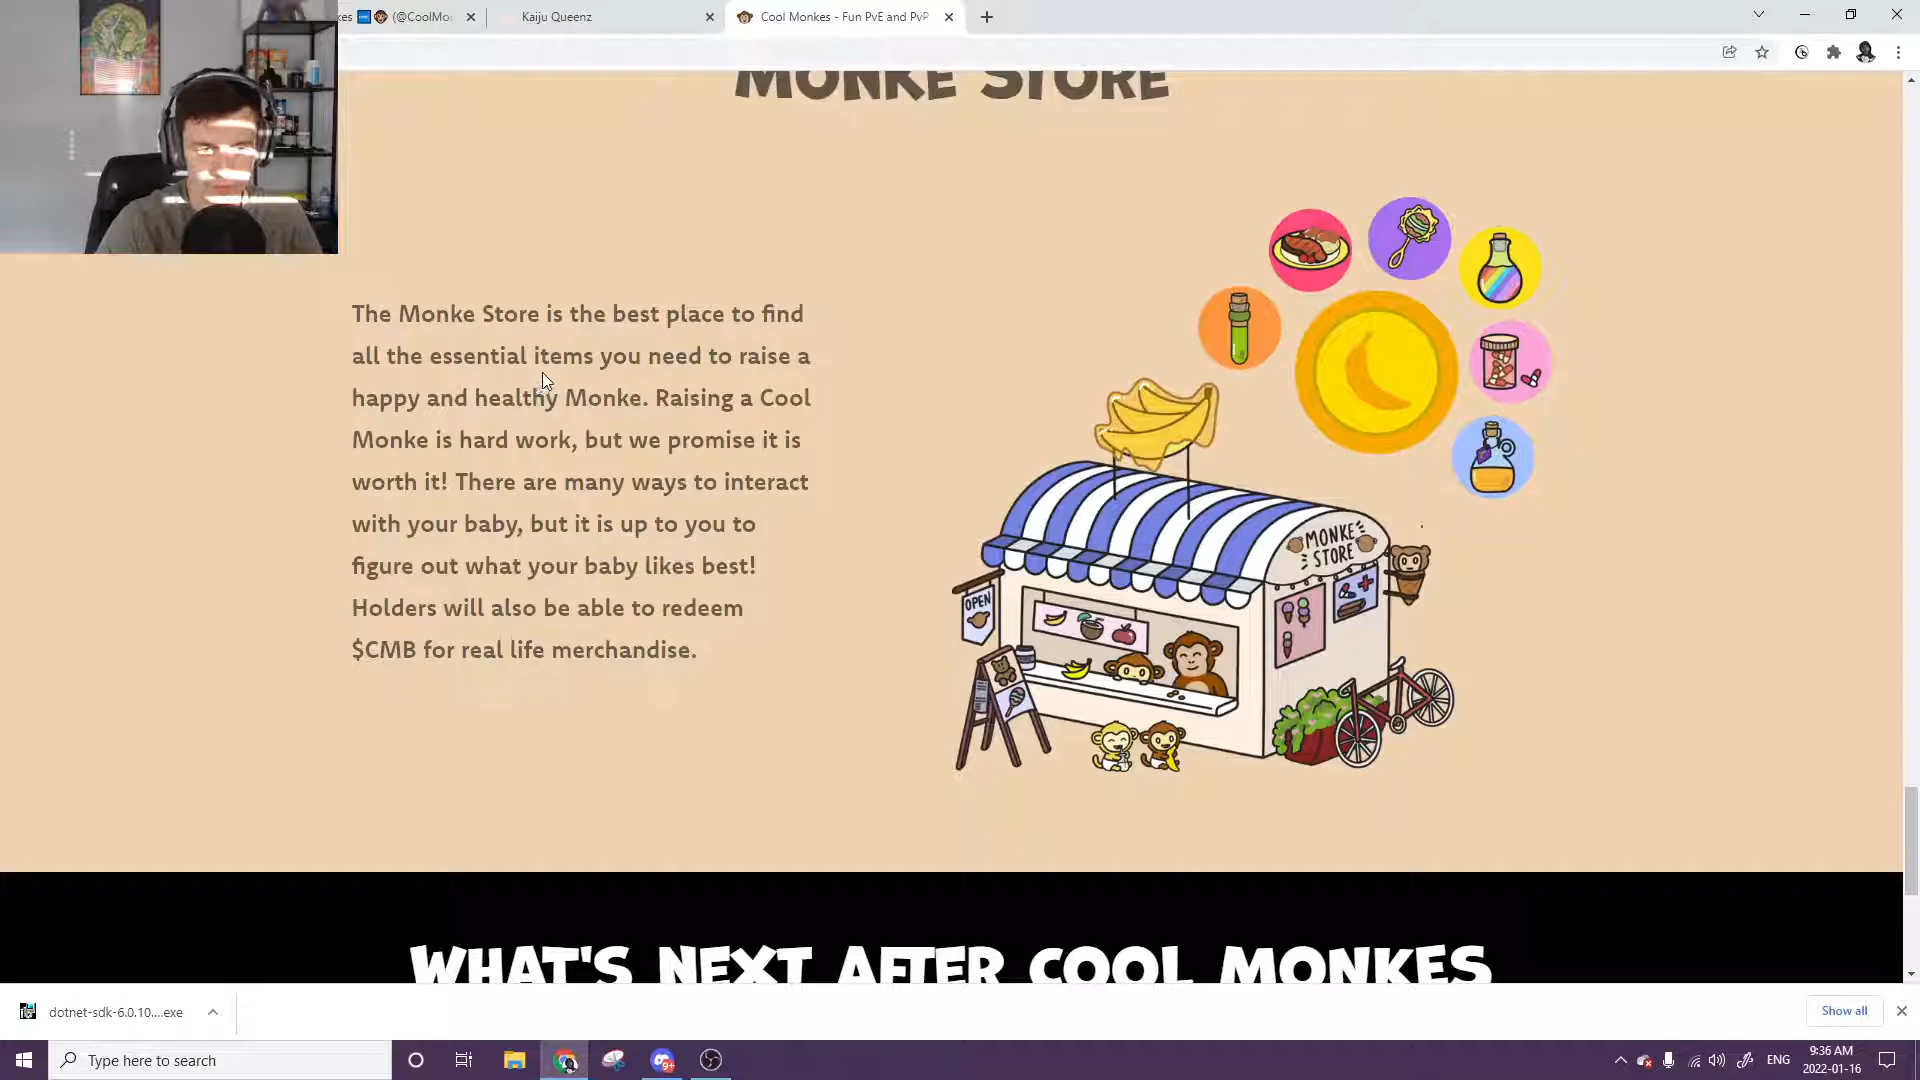 kes (@CoolMo
Kaiju Queenz
Cool Monkes - Fun PvE and PvP
MONKE STORE
The Monke Store is the best place to find
all the essential items you need to raise a
happy and healthy Monke. Raising a Cool
Monke is hard work, but we promise it is
worth it! There are many ways to interact
with your baby, but it is up to you to
figure out what your baby likes best!
Holders will also be able to redeem
$CMB for real life merchandise.
MONKE
STORE
OPEN
WHAT'S NEXT AFTER COOL MONKES
dotnet-sdk-6.0.10....exe
Show all
Type here to search
9+
ENG
9:36 AM
2022-01-16